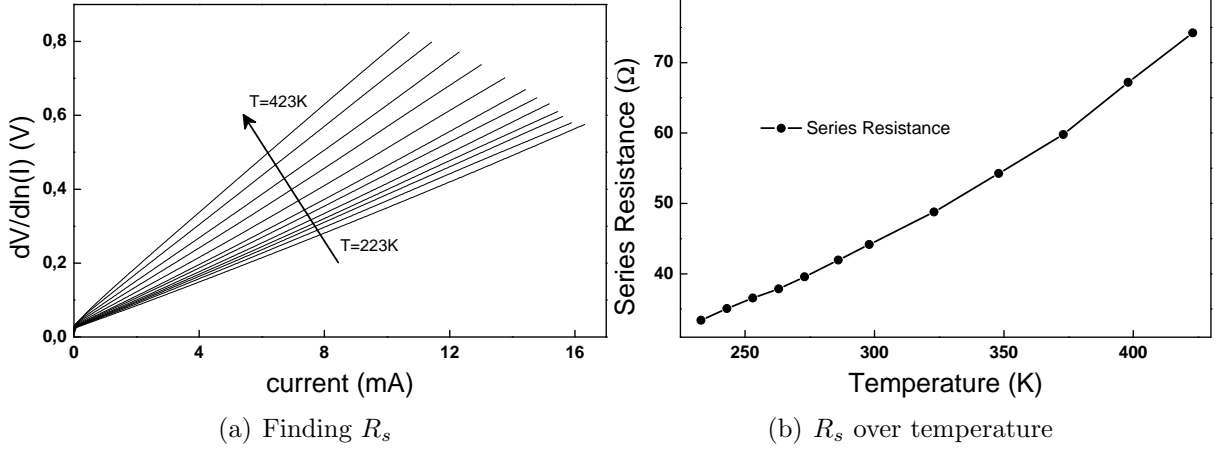 dV/dln(I) (V)
0,8
0,6
0,4
0,2
0,0
T=423K
T=223K
0
4
8
12
16
current (mA)
(a) Finding R_s
Series Resistance (Ω)
70
60
50
40
Series Resistance
250
300
350
400
Temperature (K)
(b) R_s over temperature